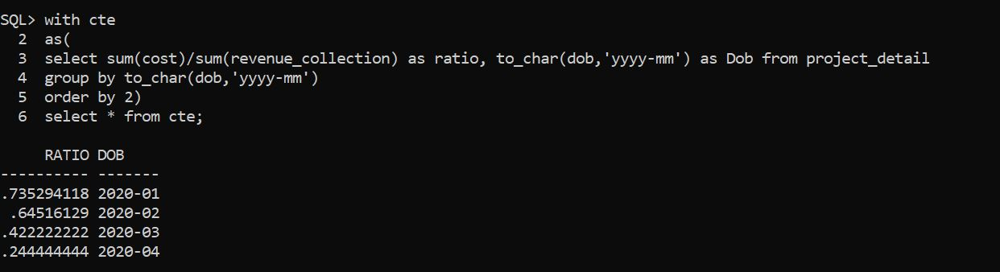 SQL> with cte
  2  as(
  3  select sum(cost)/sum(revenue_collection) as ratio, to_char(dob,'yyyy-mm') as Dob from project_detail
  4  group by to_char(dob,'yyyy-mm')
  5  order by 2)
  6  select * from cte;
     RATIO DOB
---------- -------
.735294118 2020-01
 .64516129 2020-02
.422222222 2020-03
.244444444 2020-04